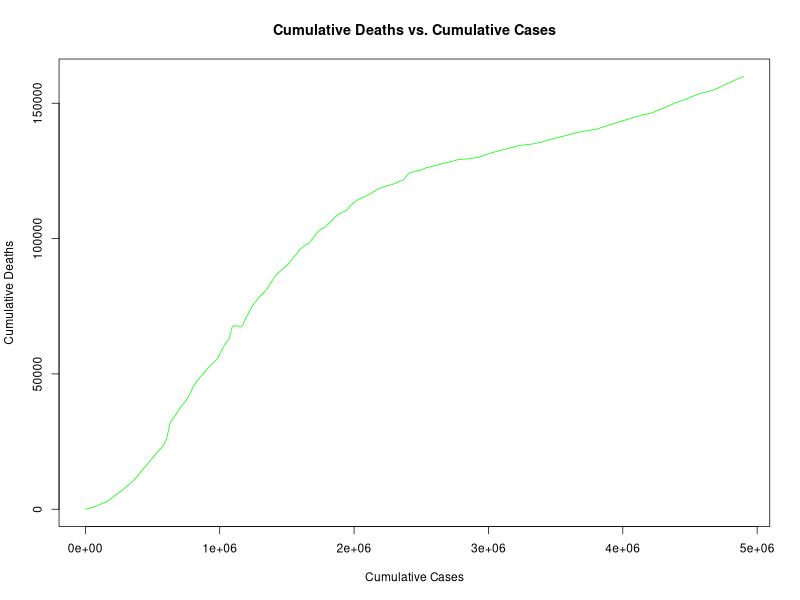 Cumulative Deaths vs. Cumulative Cases
150000
100000
50000
0
Cumulative Deaths
0e+00 1e+06 2e+06 3e+06 4e+06 5e+06
Cumulative Cases